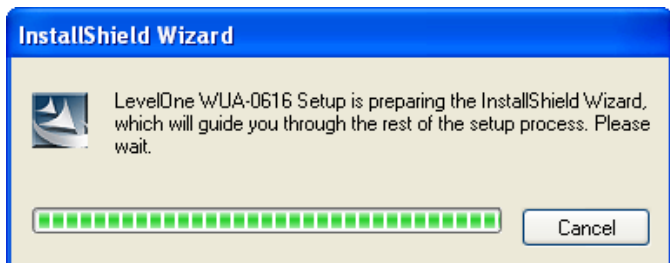 InstallShield Wizard
LevelOne WUA-0616 Setup is preparing the InstallShield Wizard,
which will guide you through the rest of the setup process. Please
wait.
Cancel